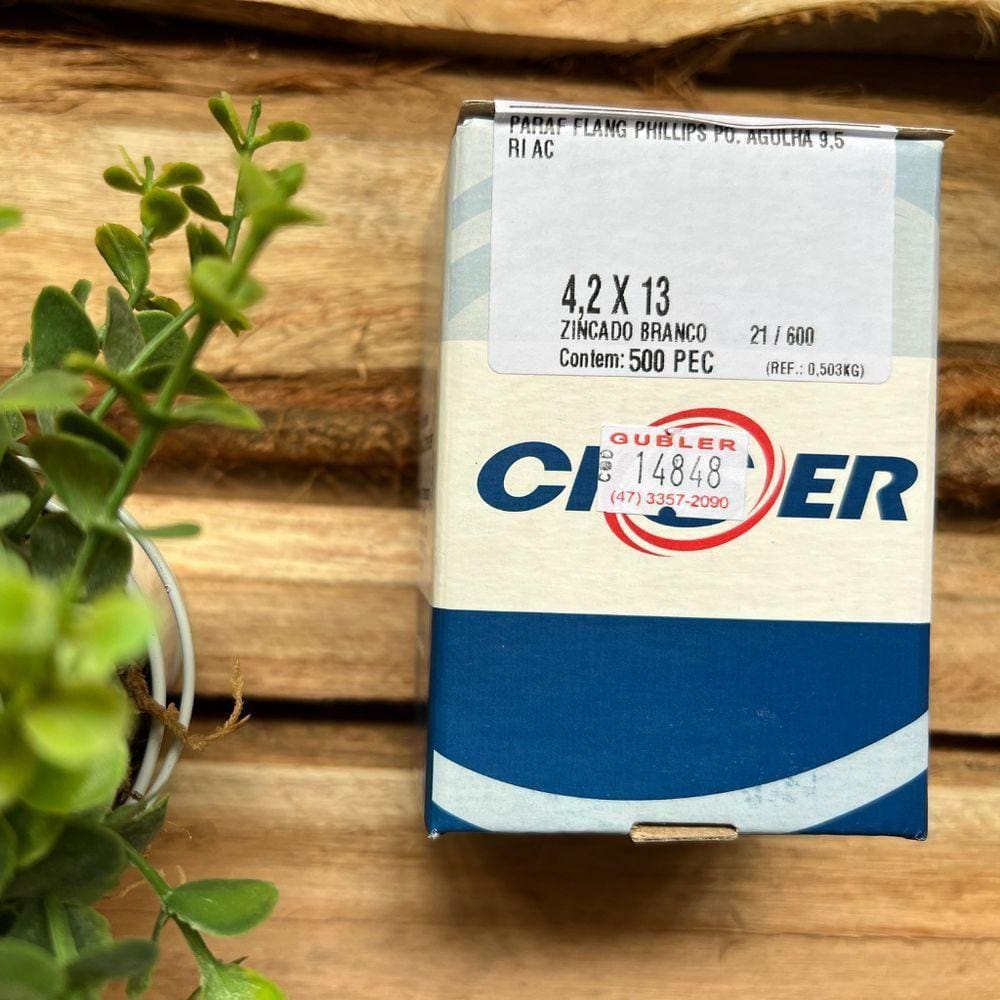 PARAF FLANG PHILLIPS PO. AGULHA 9,5
RI AC
4,2 X 13
ZINCADO BRANCO 21 / 600
Contem: 500 PEC (REF.: 0,503KG)
GUBLER
COD 14848
(47) 3357-2090